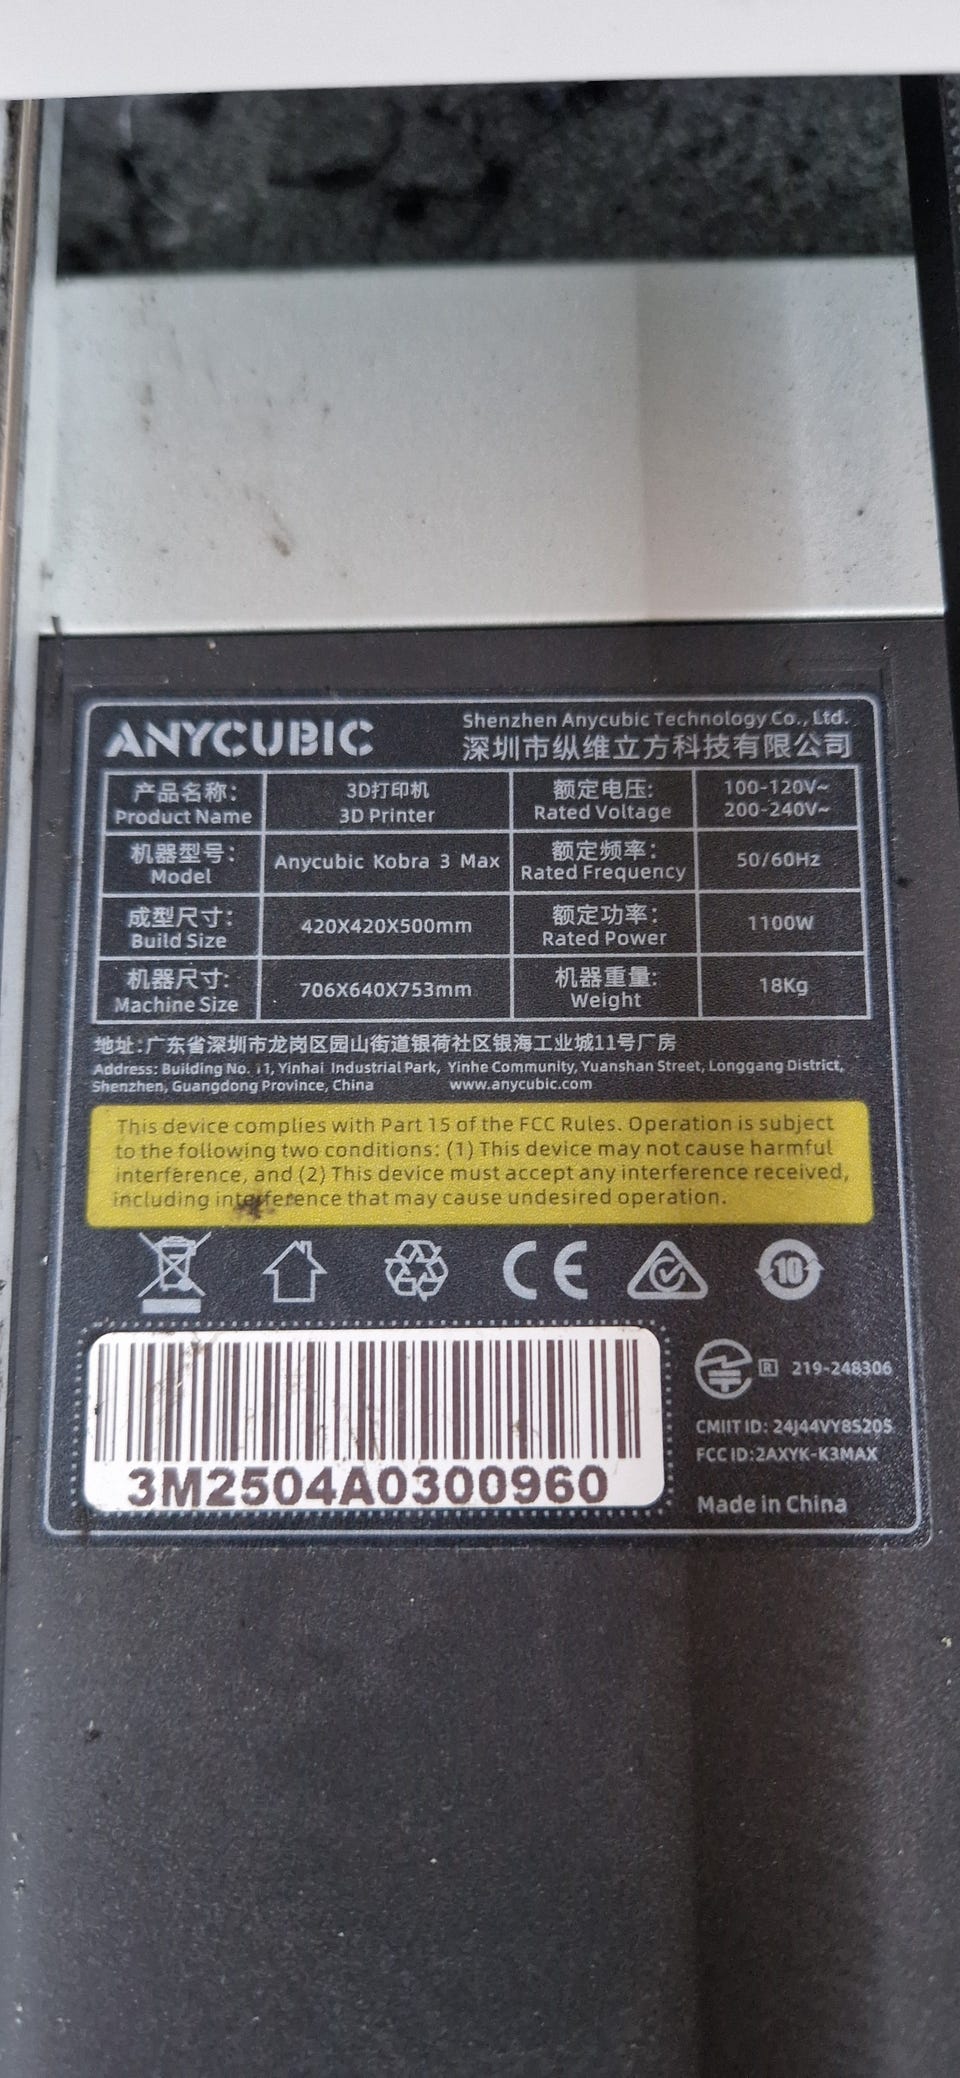 ANYCUBIC
Shenzhen Anycubic Technology Co., Ltd.
深圳市纵维立方科技有限公司
产品名称:
Product Name
3D打印机
3D Printer
额定电压:
Rated Voltage
100-120V~
200-240V~
机器型号:
Model
Anycubic Kobra 3 Max
额定频率:
Rated Frequency
50/60Hz
成型尺寸:
Build Size
420X420X500mm
额定功率:
Rated Power
1100W
机器尺寸:
Machine Size
706X640X753mm
机器重量:
Weight
18Kg
地址:广东省深圳市龙岗区园山街道银荷社区银海工业城11号厂房
Address: Building No. 11, Yinhai Industrial Park, Yinhe Community, Yuanshan Street, Longgang District,
Shenzhen, Guangdong Province, China www.anycubic.com
This device complies with Part 15 of the FCC Rules. Operation is subject
to the following two conditions: (1) This device may not cause harmful
interference, and (2) This device must accept any interference received,
including interference that may cause undesired operation.
CE
10
R 219-248306
CMIIT ID: 24J44VY8S205
FCC ID:2AXYK-K3MAX
3M2504A0300960
Made in China